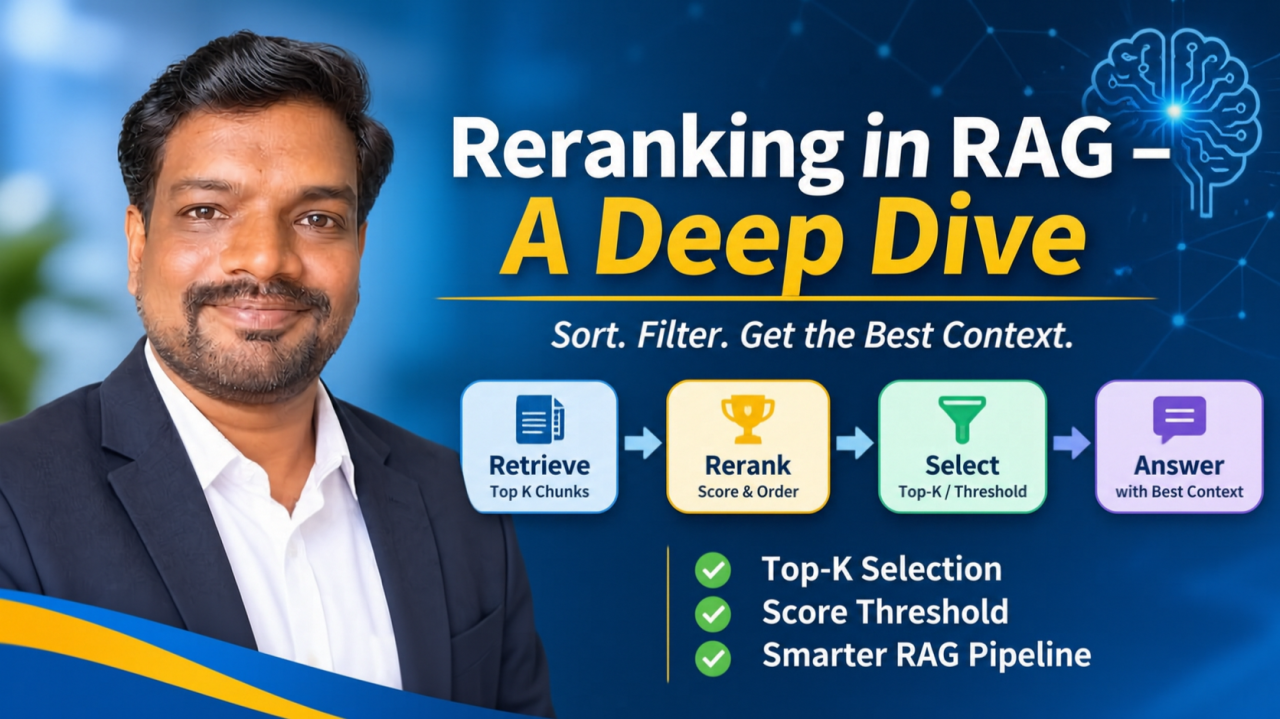 Reranking in RAG –
A Deep Dive
Sort. Filter. Get the Best Context.
Retrieve
Top K Chunks
Rerank
Score & Order
Select
Top-K / Threshold
Answer
with Best Context
Top-K Selection
Score Threshold
Smarter RAG Pipeline